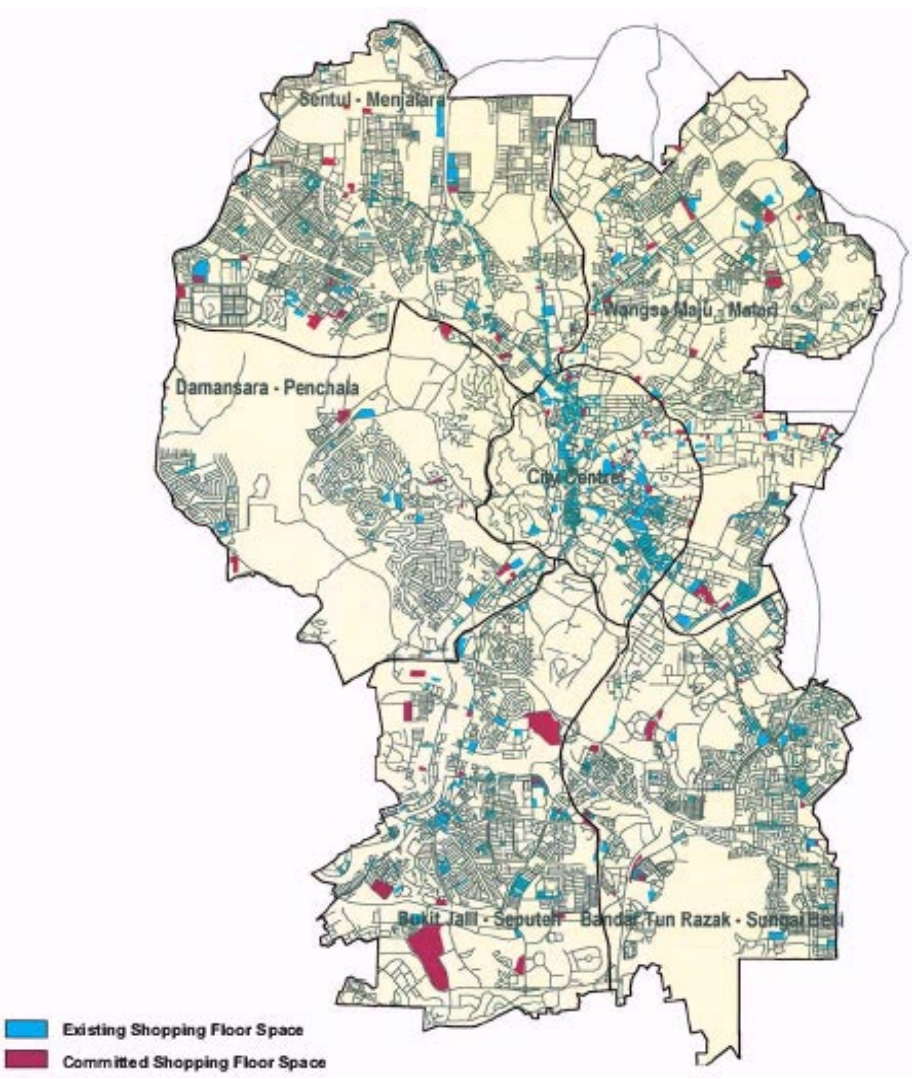 Sentul - Menjalara
Wangsa Maju - Maluri
Damansara - Penchala
City Centre
Bukit Jalil - Seputeh
Bandar Tun Razak - Sungai Besi
Existing Shopping Floor Space
Committed Shopping Floor Space